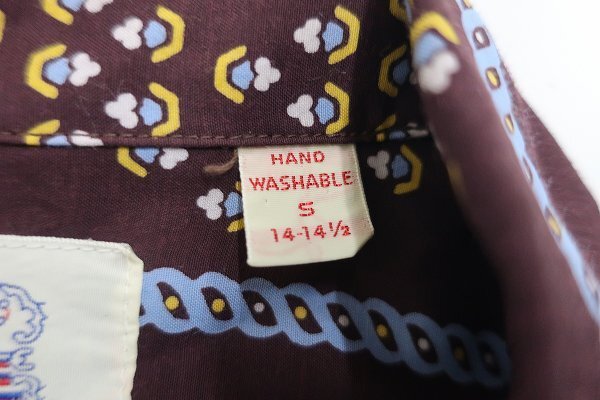 HAND
WASHABLE
S
14-14½